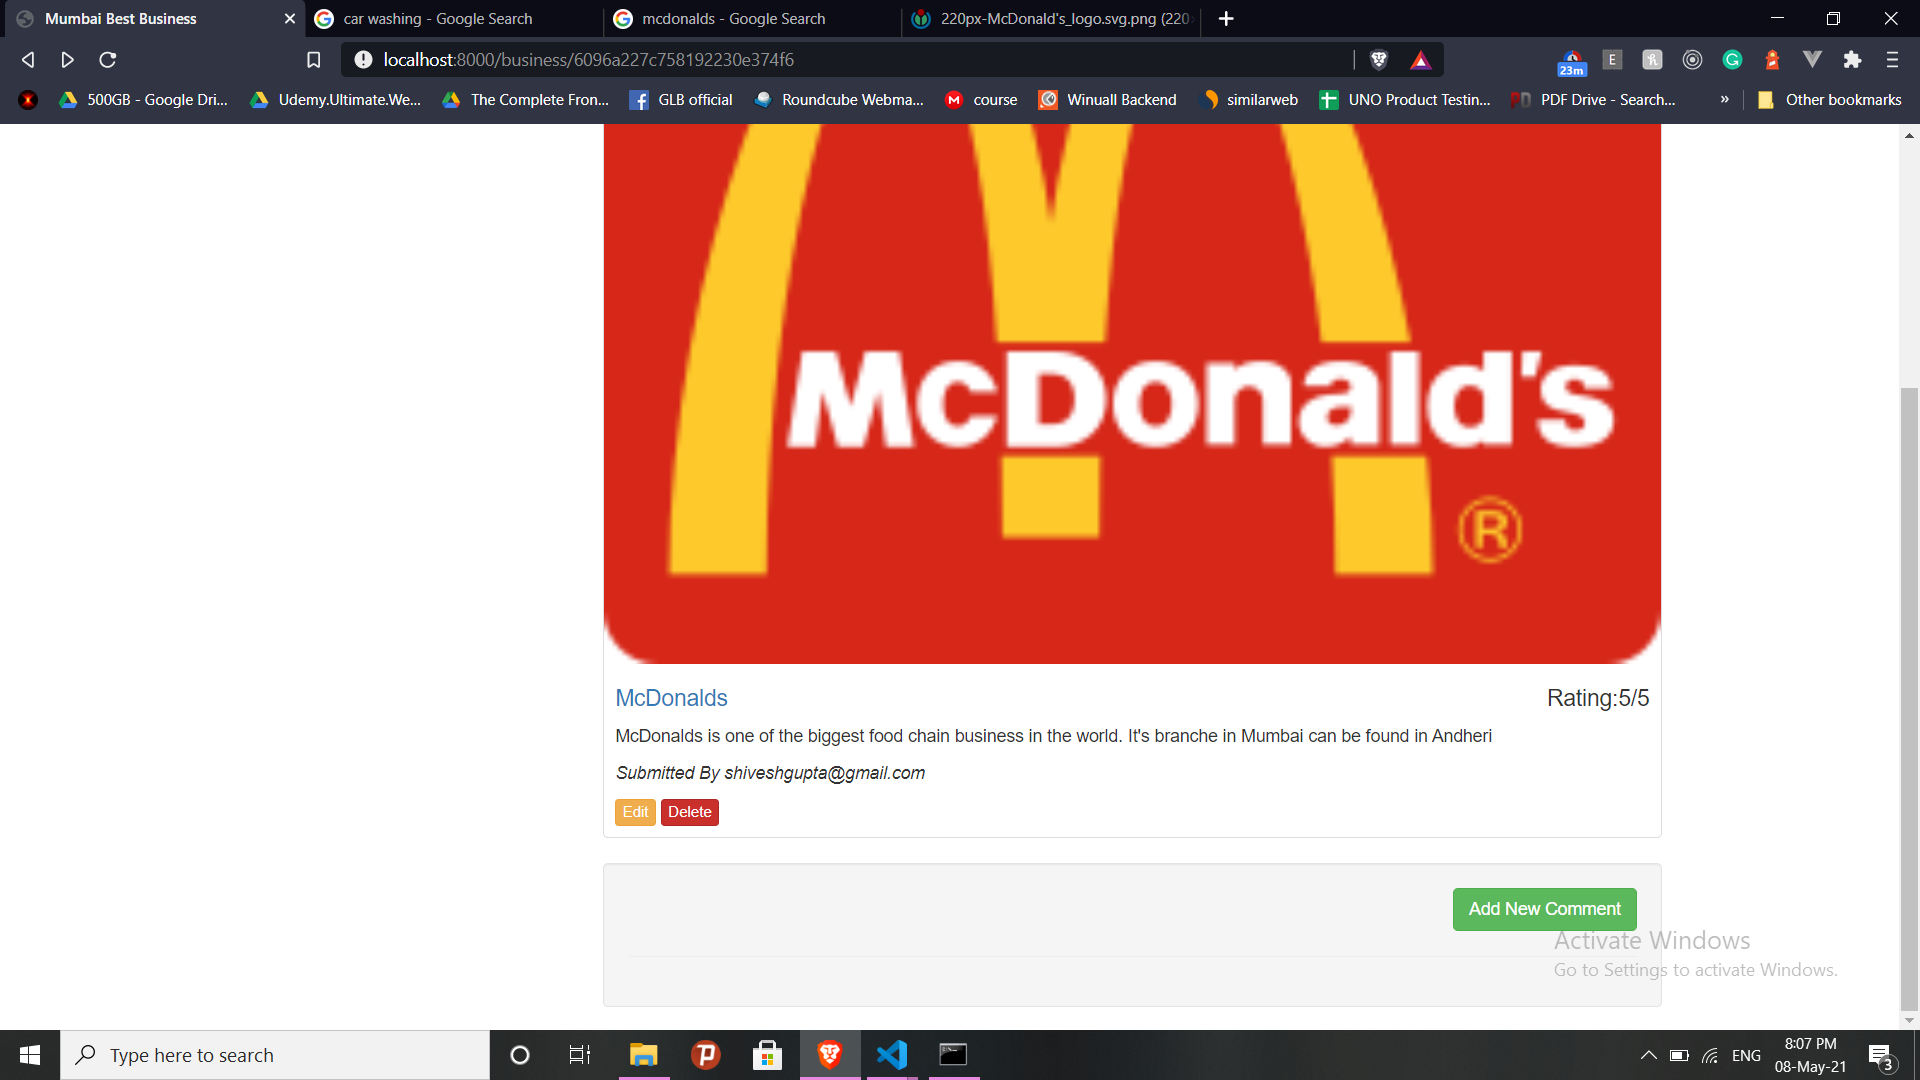 Mumbai Best Business
car washing - Google Search
mcdonalds - Google Search
220px-McDonald's_logo.svg.png (220
localhost:8000/business/6096a227c758192230e374f6
23m
E
500GB - Google Dri...
Udemy.Ultimate.We...
The Complete Fron...
GLB official
Roundcube Webma...
course
Winuall Backend
similarweb
UNO Product Testin...
PDF Drive - Search...
»
Other bookmarks
McDonald's
®
McDonalds
Rating:5/5
McDonalds is one of the biggest food chain business in the world. It's branche in Mumbai can be found in Andheri
Submitted By shiveshgupta@gmail.com
Edit
Delete
Add New Comment
Activate Windows
Go to Settings to activate Windows.
Type here to search
ENG
8:07 PM
08-May-21
3